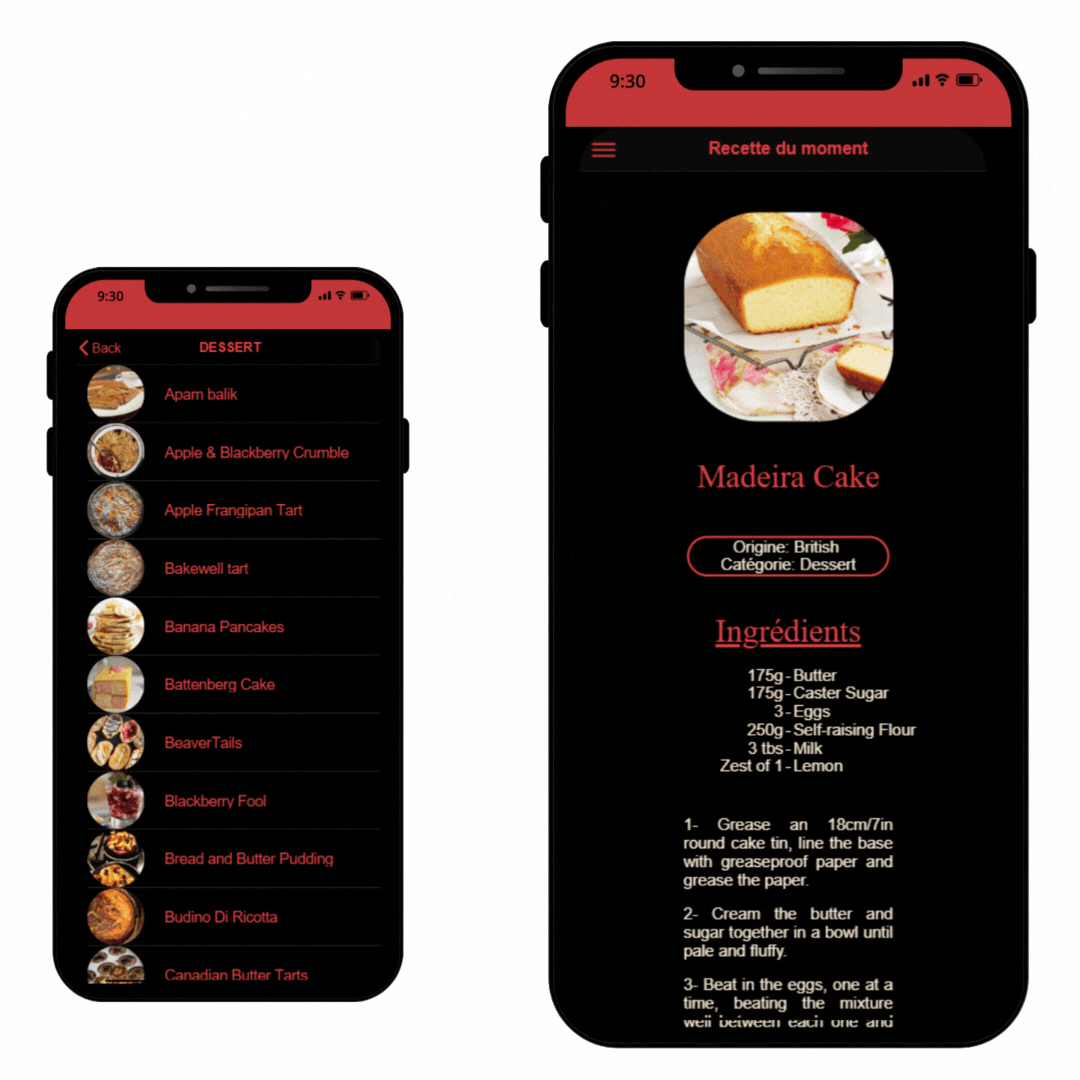 9:30
Back
DESSERT
Apam balik
Apple & Blackberry Crumble
Apple Frangipan Tart
Bakewell tart
Banana Pancakes
Battenberg Cake
BeaverTails
Blackberry Fool
Bread and Butter Pudding
Budino Di Ricotta
Canadian Butter Tarts
9:30
Recette du moment
Madeira Cake
Origine: British
Catégorie: Dessert
Ingrédients
175g - Butter
175g - Caster Sugar
3 - Eggs
250g - Self-raising Flour
3 tbs - Milk
Zest of 1 - Lemon
1- Grease an 18cm/7in
round cake tin, line the base
with greaseproof paper and
grease the paper.
2- Cream the butter and
sugar together in a bowl until
pale and fluffy.
3- Beat in the eggs, one at a
time, beating the mixture
well between each one and